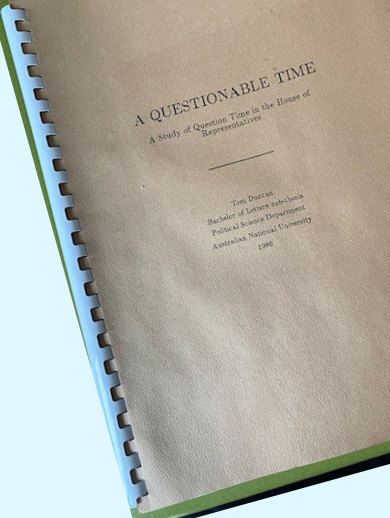 A QUESTIONABLE TIME
A Study of Question Time in the House of
Representatives
Tom Duncan
Bachelor of Letters sub-thesis
Political Science Department
Australian National University
1986